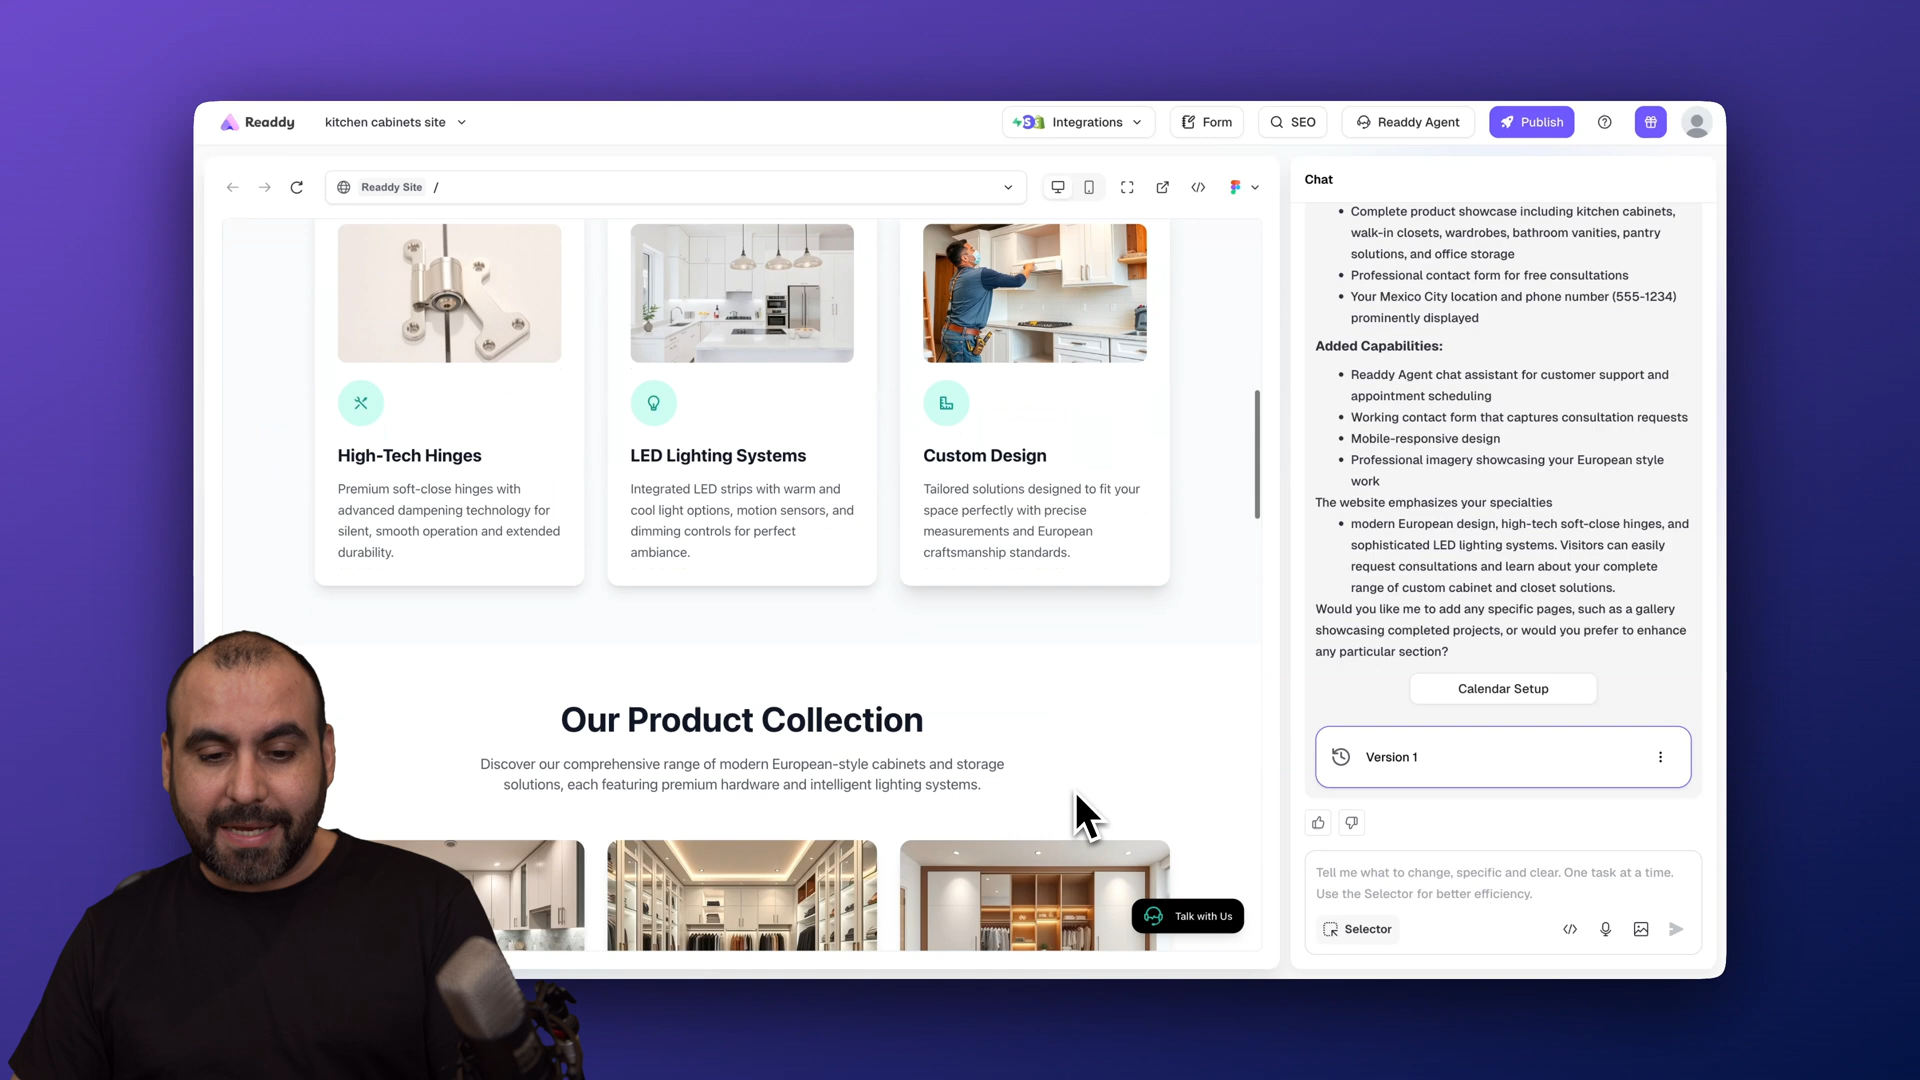 Readdy
kitchen cabinets site
Integrations
Form
SEO
Readdy Agent
Publish
Readdy Site
/
High-Tech Hinges
Premium soft-close hinges with
advanced dampening technology for
silent, smooth operation and extended
durability.
LED Lighting Systems
Integrated LED strips with warm and
cool light options, motion sensors, and
dimming controls for perfect
ambiance.
Custom Design
Tailored solutions designed to fit your
space perfectly with precise
measurements and European
craftsmanship standards.
Our Product Collection
Discover our comprehensive range of modern European-style cabinets and storage
solutions, each featuring premium hardware and intelligent lighting systems.
Talk with Us
Chat
• Complete product showcase including kitchen cabinets,
walk-in closets, wardrobes, bathroom vanities, pantry
solutions, and office storage
• Professional contact form for free consultations
• Your Mexico City location and phone number (555-1234)
prominently displayed
Added Capabilities:
• Readdy Agent chat assistant for customer support and
appointment scheduling
• Working contact form that captures consultation requests
• Mobile-responsive design
• Professional imagery showcasing your European style
work
The website emphasizes your specialties
• modern European design, high-tech soft-close hinges, and
sophisticated LED lighting systems. Visitors can easily
request consultations and learn about your complete
range of custom cabinet and closet solutions.
Would you like me to add any specific pages, such as a gallery
showcasing completed projects, or would you prefer to enhance
any particular section?
Calendar Setup
Version 1
Tell me what to change, specific and clear. One task at a time.
Use the Selector for better efficiency.
Selector